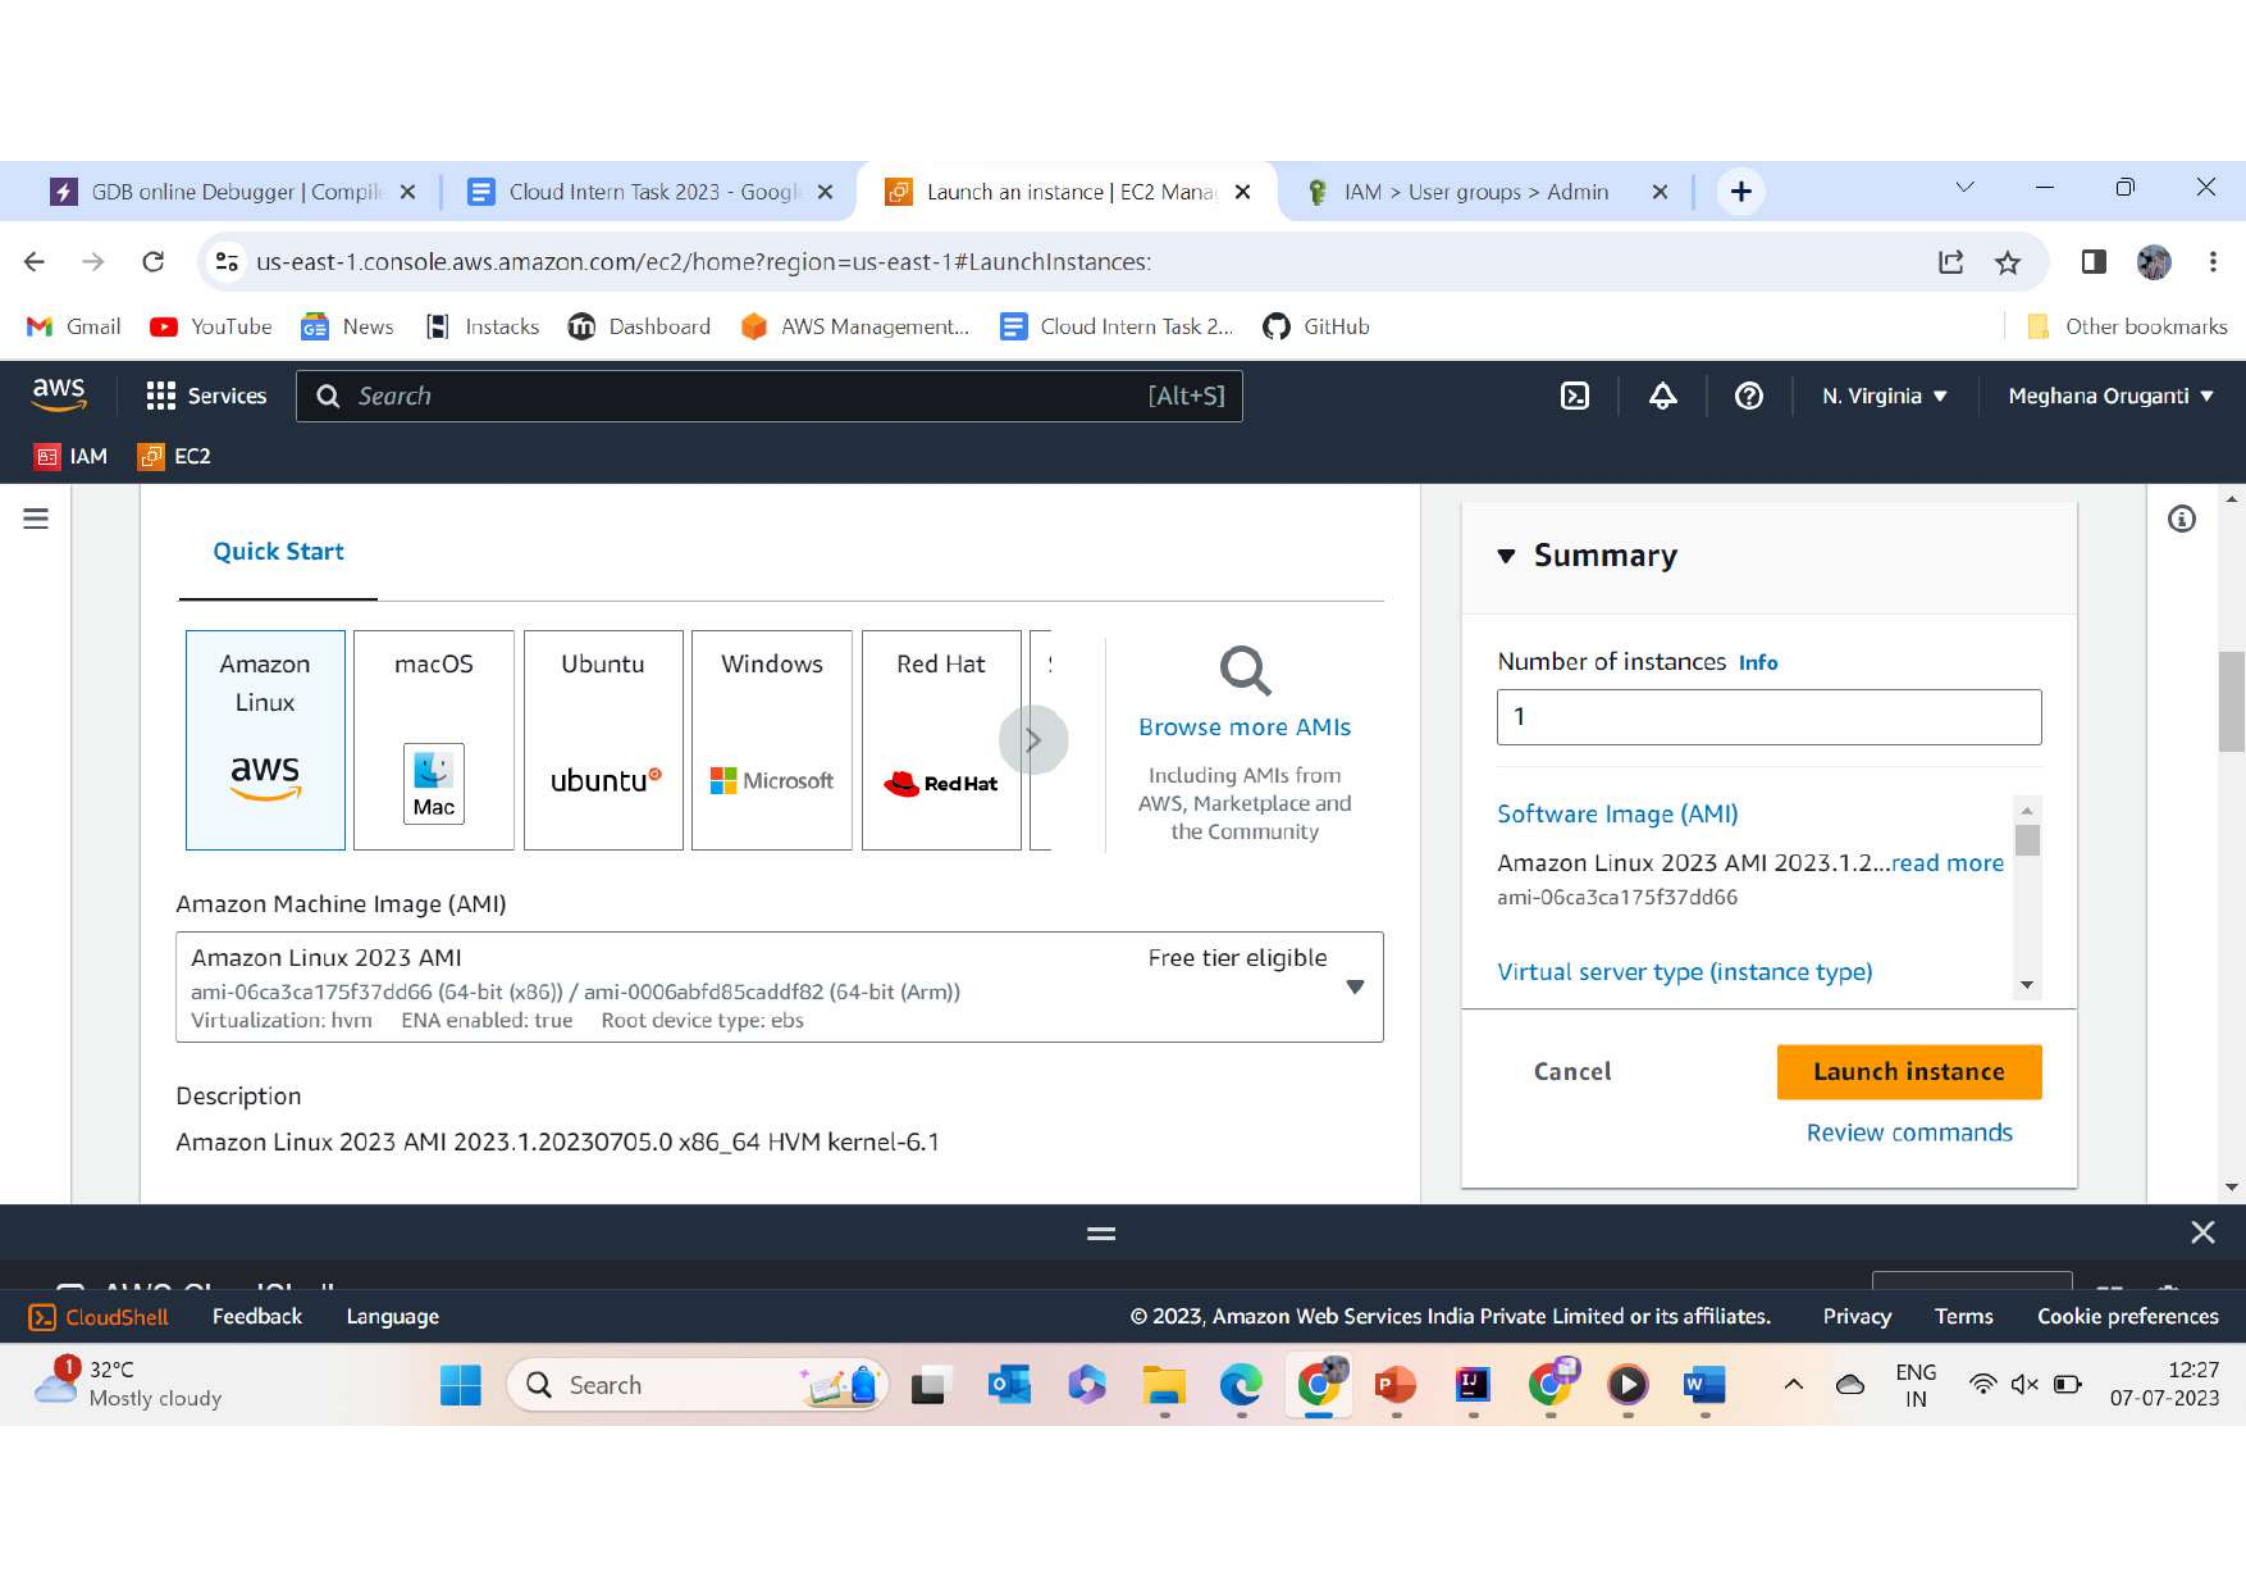 GDB online Debugger | Compile
Cloud Intern Task 2023 - Googl
Launch an instance | EC2 Mana
IAM > User groups > Admin
us-east-1.console.aws.amazon.com/ec2/home?region=us-east-1#LaunchInstances:
Gmail YouTube News Instacks Dashboard AWS Management... Cloud Intern Task 2... GitHub Other bookmarks
aws Services Search [Alt+S] N. Virginia Meghana Oruganti
IAM EC2
Quick Start
Amazon Linux
aws
macOS
Mac
Ubuntu
ubuntu
Windows
Microsoft
Red Hat
Red Hat
Browse more AMIs
Including AMIs from
AWS, Marketplace and
the Community
Amazon Machine Image (AMI)
Amazon Linux 2023 AMI Free tier eligible
ami-06ca3ca175f37dd66 (64-bit (x86)) / ami-0006abfd85caddf82 (64-bit (Arm))
Virtualization: hvm ENA enabled: true Root device type: ebs
Description
Amazon Linux 2023 AMI 2023.1.20230705.0 x86_64 HVM kernel-6.1
Summary
Number of instances Info
1
Software Image (AMI)
Amazon Linux 2023 AMI 2023.1.2...read more
ami-06ca3ca175f37dd66
Virtual server type (instance type)
Cancel Launch instance
Review commands
CloudShell Feedback Language © 2023, Amazon Web Services India Private Limited or its affiliates. Privacy Terms Cookie preferences
1 32°C
Mostly cloudy
Search
ENG
IN
12:27
07-07-2023